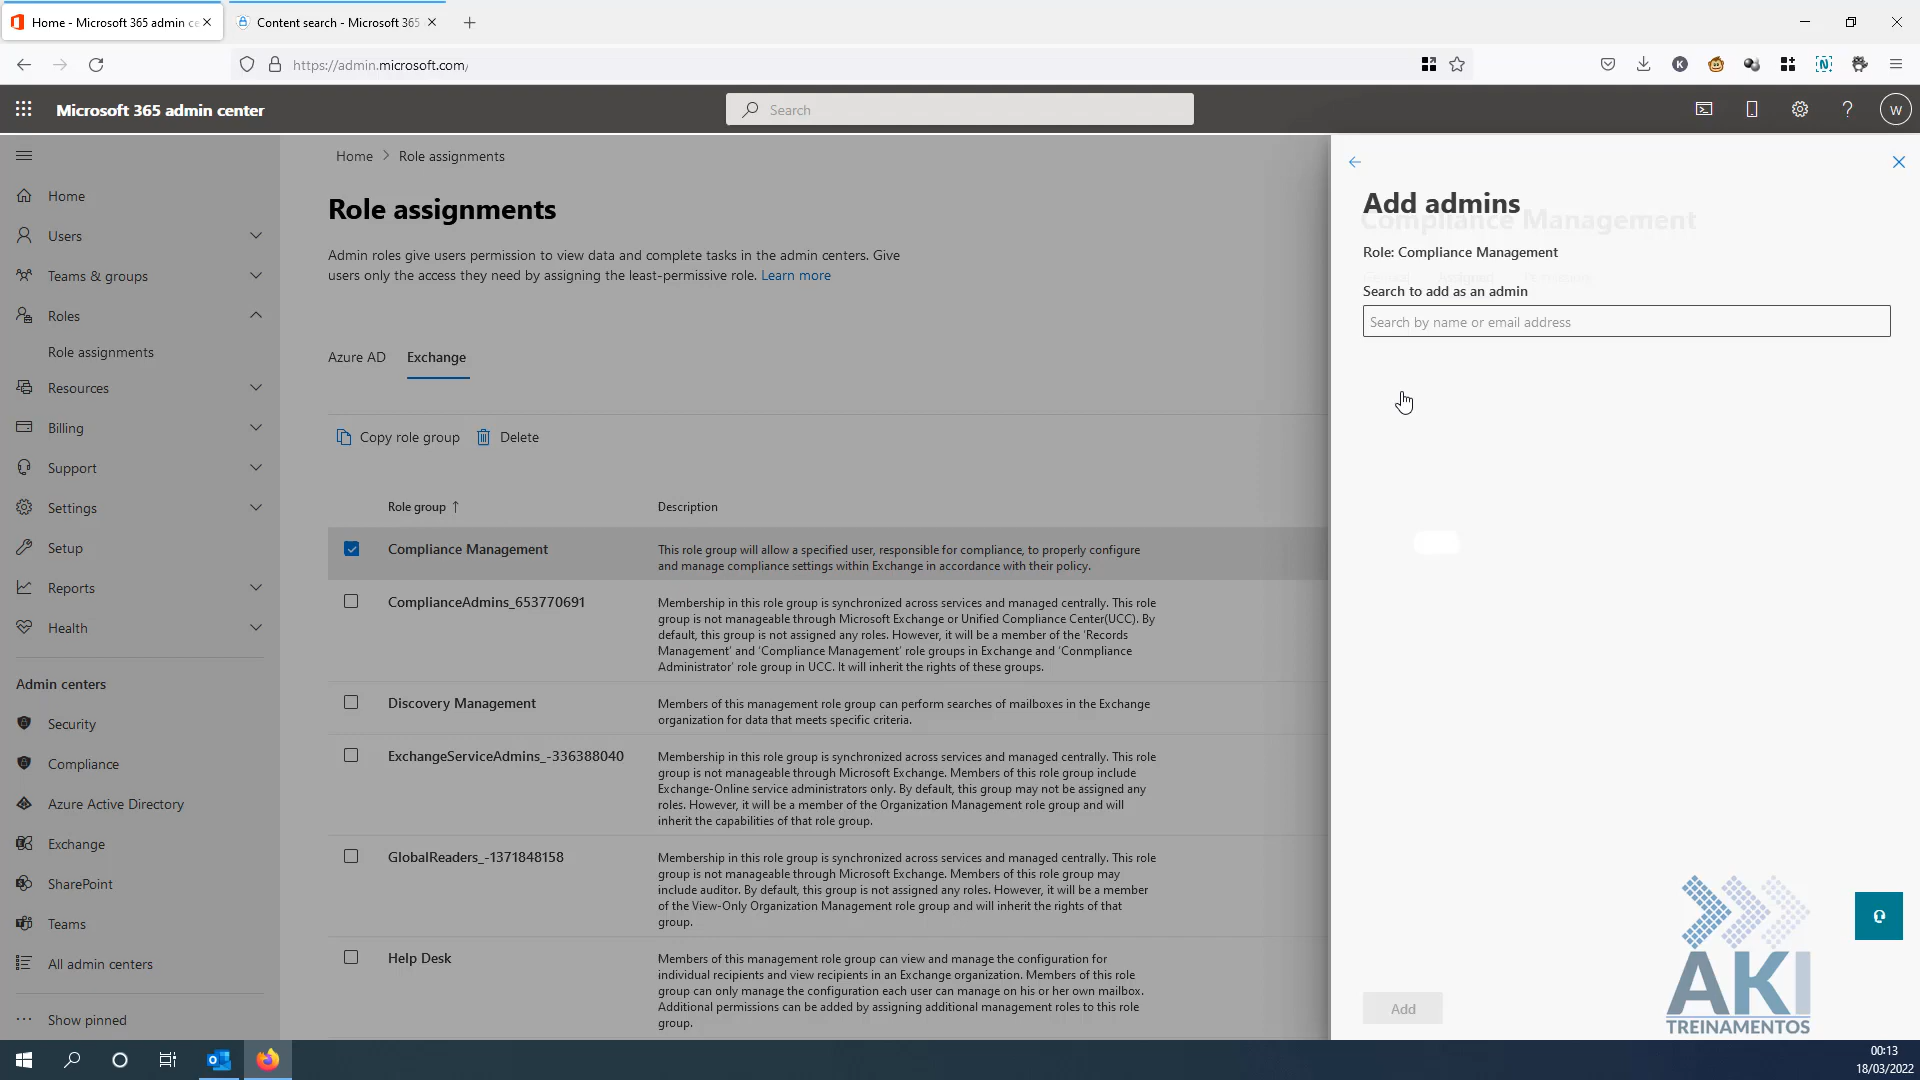 Home - Microsoft 365 admin ce
Content search - Microsoft 365
https://admin.microsoft.com/
Microsoft 365 admin center
Search
W
Home
Users
Teams & groups
Roles
Role assignments
Resources
Billing
Support
Settings
Setup
Reports
Health
Admin centers
Security
Compliance
Azure Active Directory
Exchange
SharePoint
Teams
All admin centers
Show pinned
Home > Role assignments
Role assignments
Admin roles give users permission to view data and complete tasks in the admin centers. Give
users only the access they need by assigning the least-permissive role. Learn more
Azure AD Exchange
Copy role group Delete
Role group ↑ Description
Compliance Management
This role group will allow a specified user, responsible for compliance, to properly configure
and manage compliance settings within Exchange in accordance with their policy.
ComplianceAdmins_653770691
Membership in this role group is synchronized across services and managed centrally. This role
group is not manageable through Microsoft Exchange or Unified Compliance Center(UCC). By
default, this group is not assigned any roles. However, it will be a member of the 'Records
Management' and 'Compliance Management' role groups in Exchange and 'Conmpliance
Administrator' role group in UCC. It will inherit the rights of these groups.
Discovery Management
Members of this management role group can perform searches of mailboxes in the Exchange
organization for data that meets specific criteria.
ExchangeServiceAdmins_-336388040
Membership in this role group is synchronized across services and managed centrally. This role
group is not manageable through Microsoft Exchange. Members of this role group include
Exchange-Online service administrators only. By default, this group may not be assigned any
roles. However, it will be a member of the Organization Management role group and will
inherit the capabilities of that role group.
GlobalReaders_-1371848158
Membership in this role group is synchronized across services and managed centrally. This role
group is not manageable through Microsoft Exchange. Members of this role group may
include auditor. By default, this group is not assigned any roles. However, it will be a member
of the View-Only Organization Management role group and will inherit the rights of that
group.
Help Desk
Members of this management role group can view and manage the configuration for
individual recipients and view recipients in an Exchange organization. Members of this role
group can only manage the configuration each user can manage on his or her own mailbox.
Additional permissions can be added by assigning additional management roles to this role
group.
Add admins
Compliance Management
Role: Compliance Management
Search to add as an admin
Search by name or email address
Add
AKI
TREINAMENTOS
00:13
18/03/2022